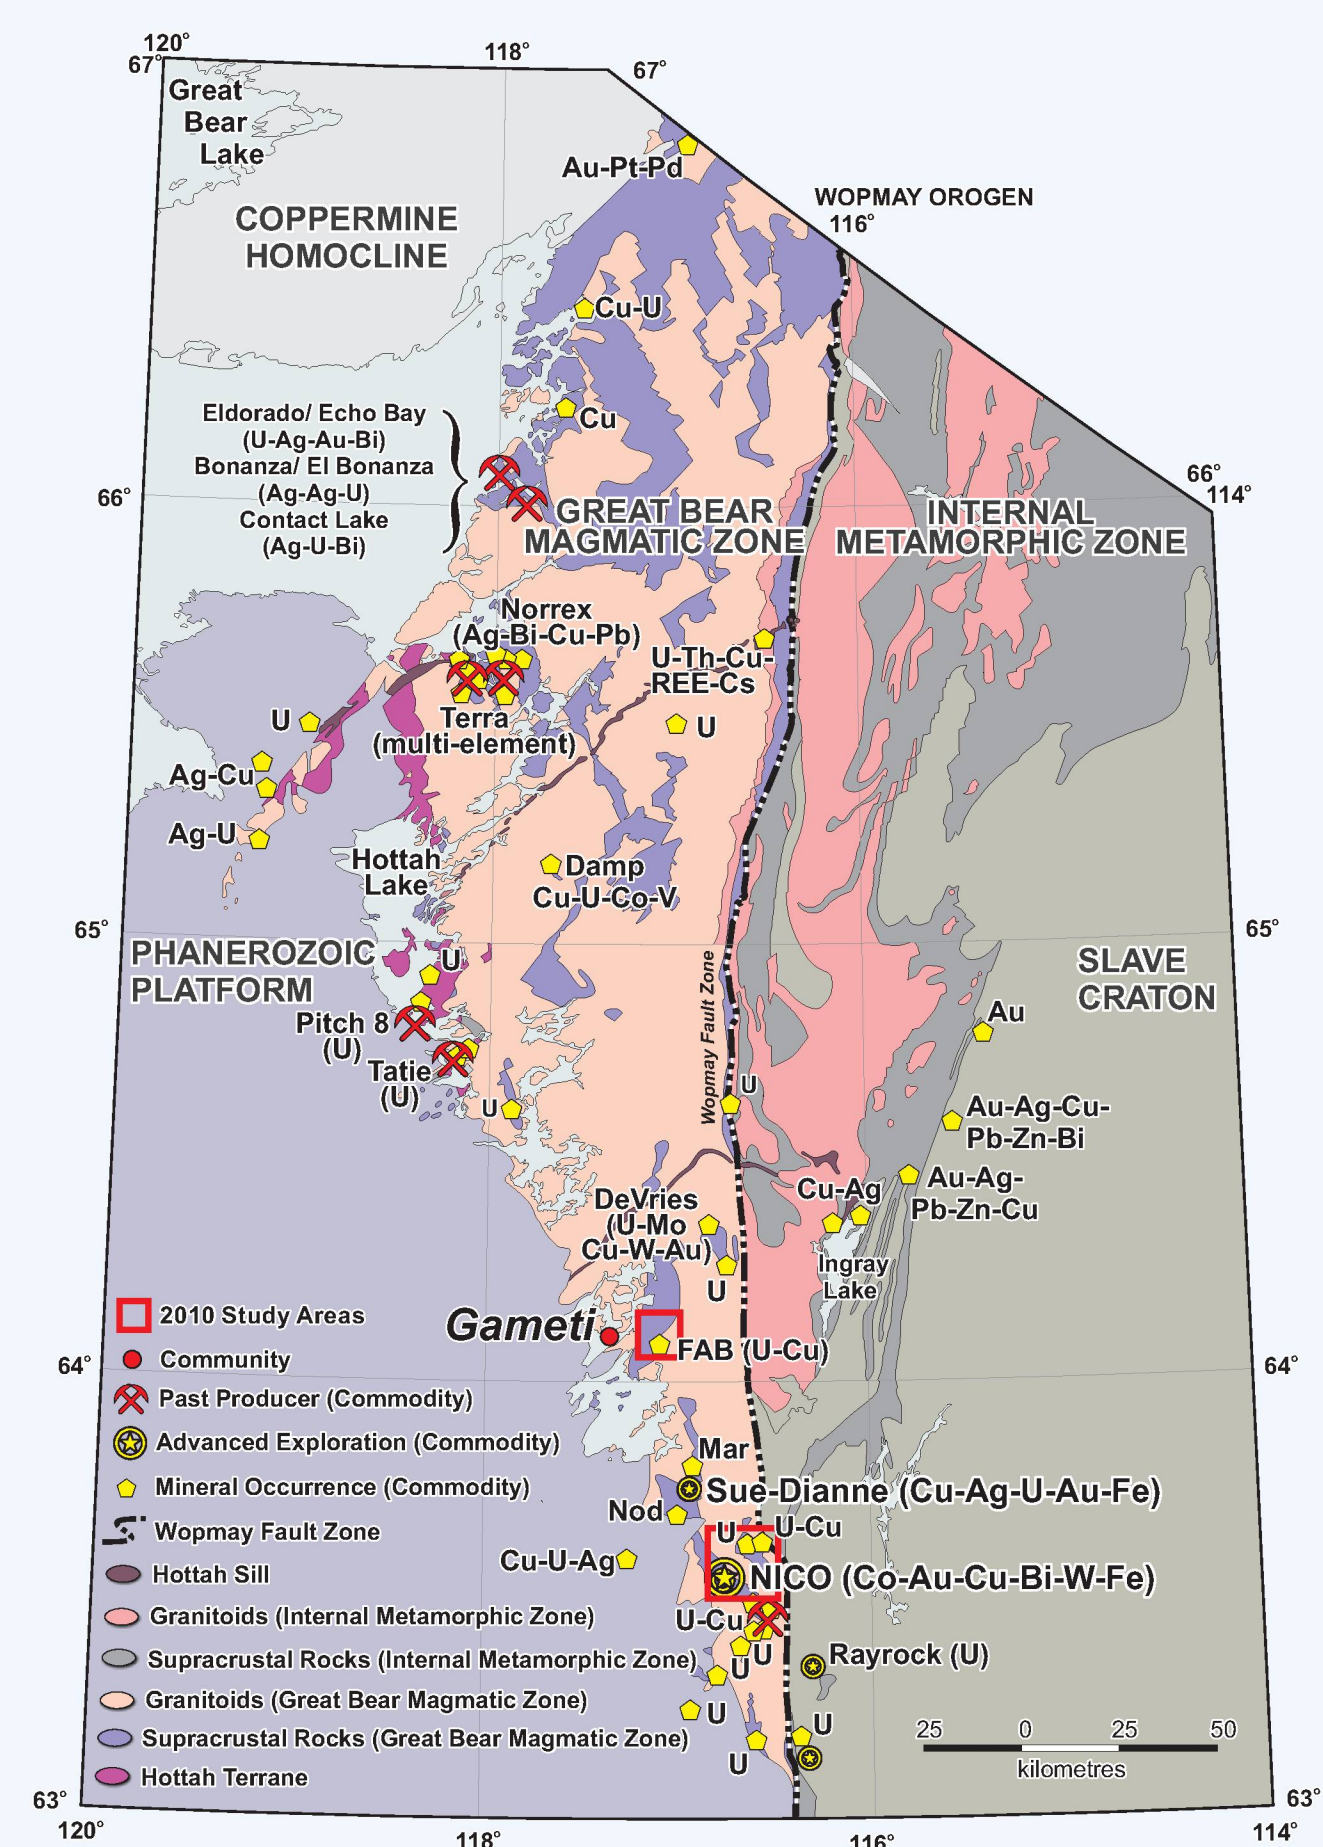 120°
67°
118°
67°
Great
Bear
Lake
Au-Pt-Pd
WOPMAY OROGEN
116°
COPPERMINE
HOMOCLINE
Cu-U
Cu
Eldorado/ Echo Bay
(U-Ag-Au-Bi)
Bonanza/ El Bonanza
(Ag-Ag-U)
Contact Lake
(Ag-U-Bi)
66°
66°
114°
GREAT BEAR
MAGMATIC ZONE
INTERNAL
METAMORPHIC ZONE
Norrex
(Ag-Bi-Cu-Pb)
U-Th-Cu-
REE-Cs
U
Terra
(multi-element)
U
Ag-Cu
Ag-U
Hottah
Lake
Damp
Cu-U-Co-V
65°
65°
PHANEROZOIC
PLATFORM
U
SLAVE
CRATON
Wopmay Fault Zone
Pitch 8
(U)
Au
Tatie
(U)
U
U
Au-Ag-Cu-
Pb-Zn-Bi
Cu-Ag
Au-Ag-
Pb-Zn-Cu
DeVries
(U-Mo
Cu-W-Au)
U
Ingray
Lake
Gameti
FAB (U-Cu)
64°
64°
2010 Study Areas
Community
Past Producer (Commodity)
Advanced Exploration (Commodity)
Mineral Occurrence (Commodity)
Wopmay Fault Zone
Hottah Sill
Granitoids (Internal Metamorphic Zone)
Supracrustal Rocks (Internal Metamorphic Zone)
Granitoids (Great Bear Magmatic Zone)
Supracrustal Rocks (Great Bear Magmatic Zone)
Hottah Terrane
Mar
Sue-Dianne (Cu-Ag-U-Au-Fe)
Nod
U
U-Cu
Cu-U-Ag
NICO (Co-Au-Cu-Bi-W-Fe)
U-Cu
U
U
Rayrock (U)
U
U
U
25 0 25 50
kilometres
63°
63°
120°
118°
116°
114°